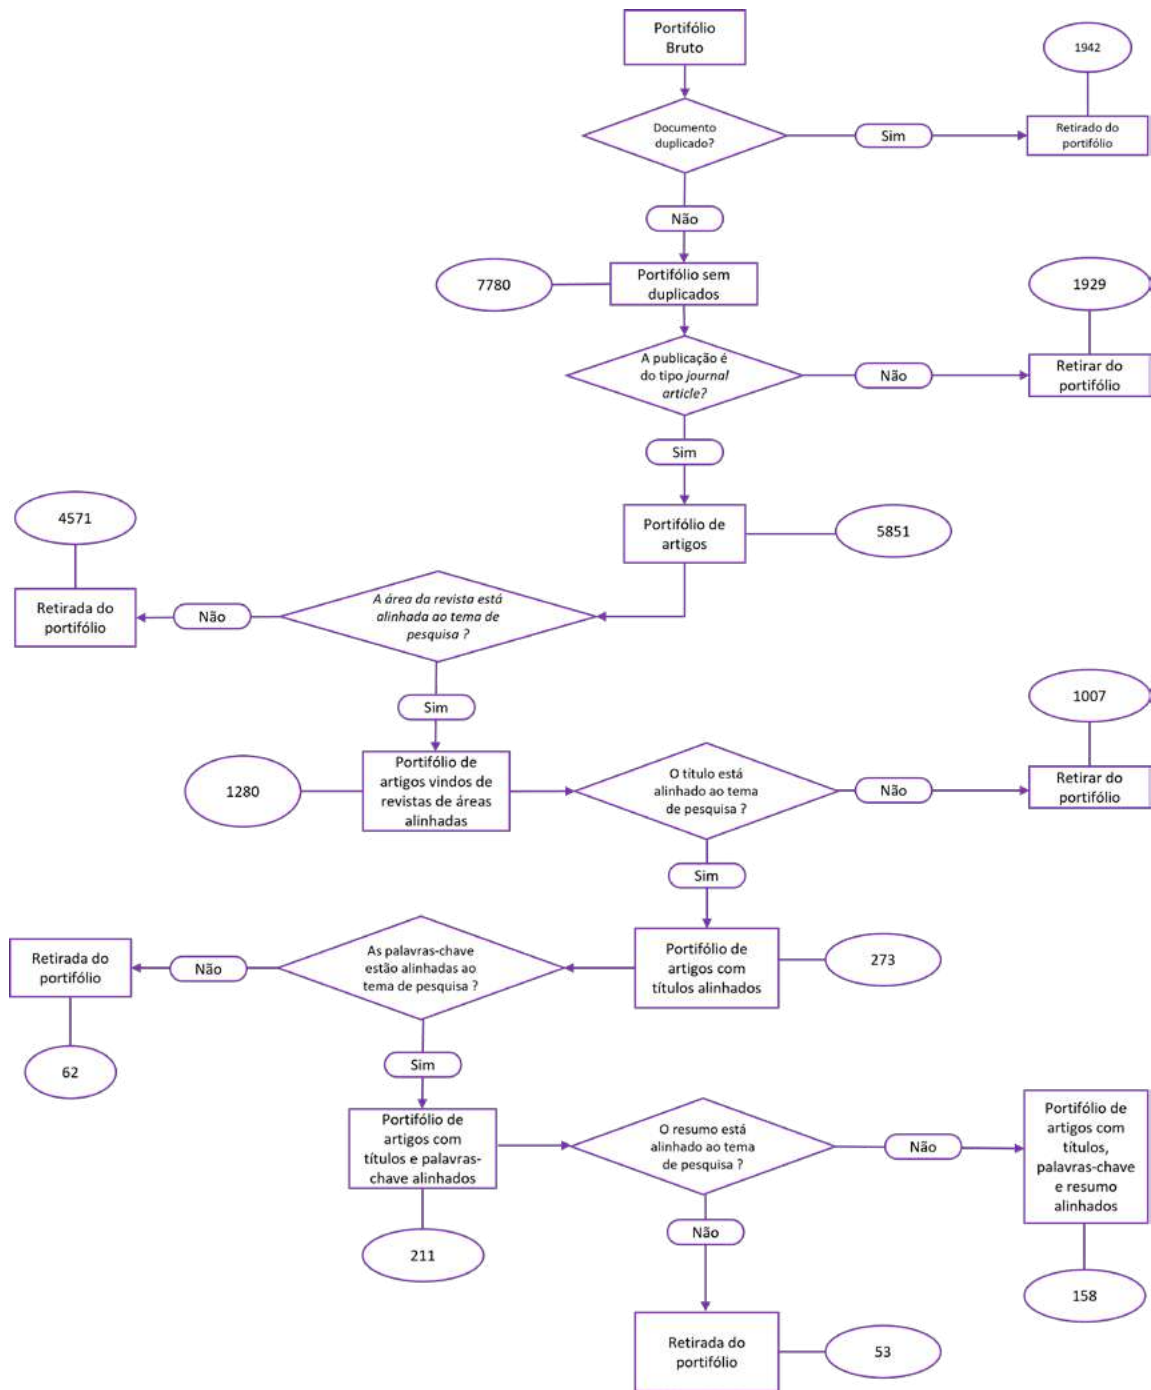 Portifólio
Bruto
1942
Documento
duplicado?
Sim
Retirado do
portifólio
Não
7780
Portifólio sem
duplicados
1929
A publicação é
do tipo journal
article?
Não
Retirar do
portifólio
Sim
4571
Portifólio de
artigos
5851
Retirada do
portifólio
Não
A área da revista está
alinhada ao tema de
pesquisa ?
Sim
1007
1280
Portifólio de
artigos vindos de
revistas de áreas
alinhadas
O título está
alinhado ao tema
de pesquisa ?
Não
Retirar do
portifólio
Sim
Retirada do
portifólio
Não
As palavras-chave
estão alinhadas ao
tema de pesquisa ?
Portifólio de
artigos com
títulos alinhados
273
62
Sim
Portifólio de
artigos com
títulos e palavras-
chave alinhados
O resumo está
alinhado ao tema
de pesquisa ?
Não
Portifólio de
artigos com
títulos,
palavras-chave
e resumo
alinhados
211
Não
158
Retirada do
portifólio
53